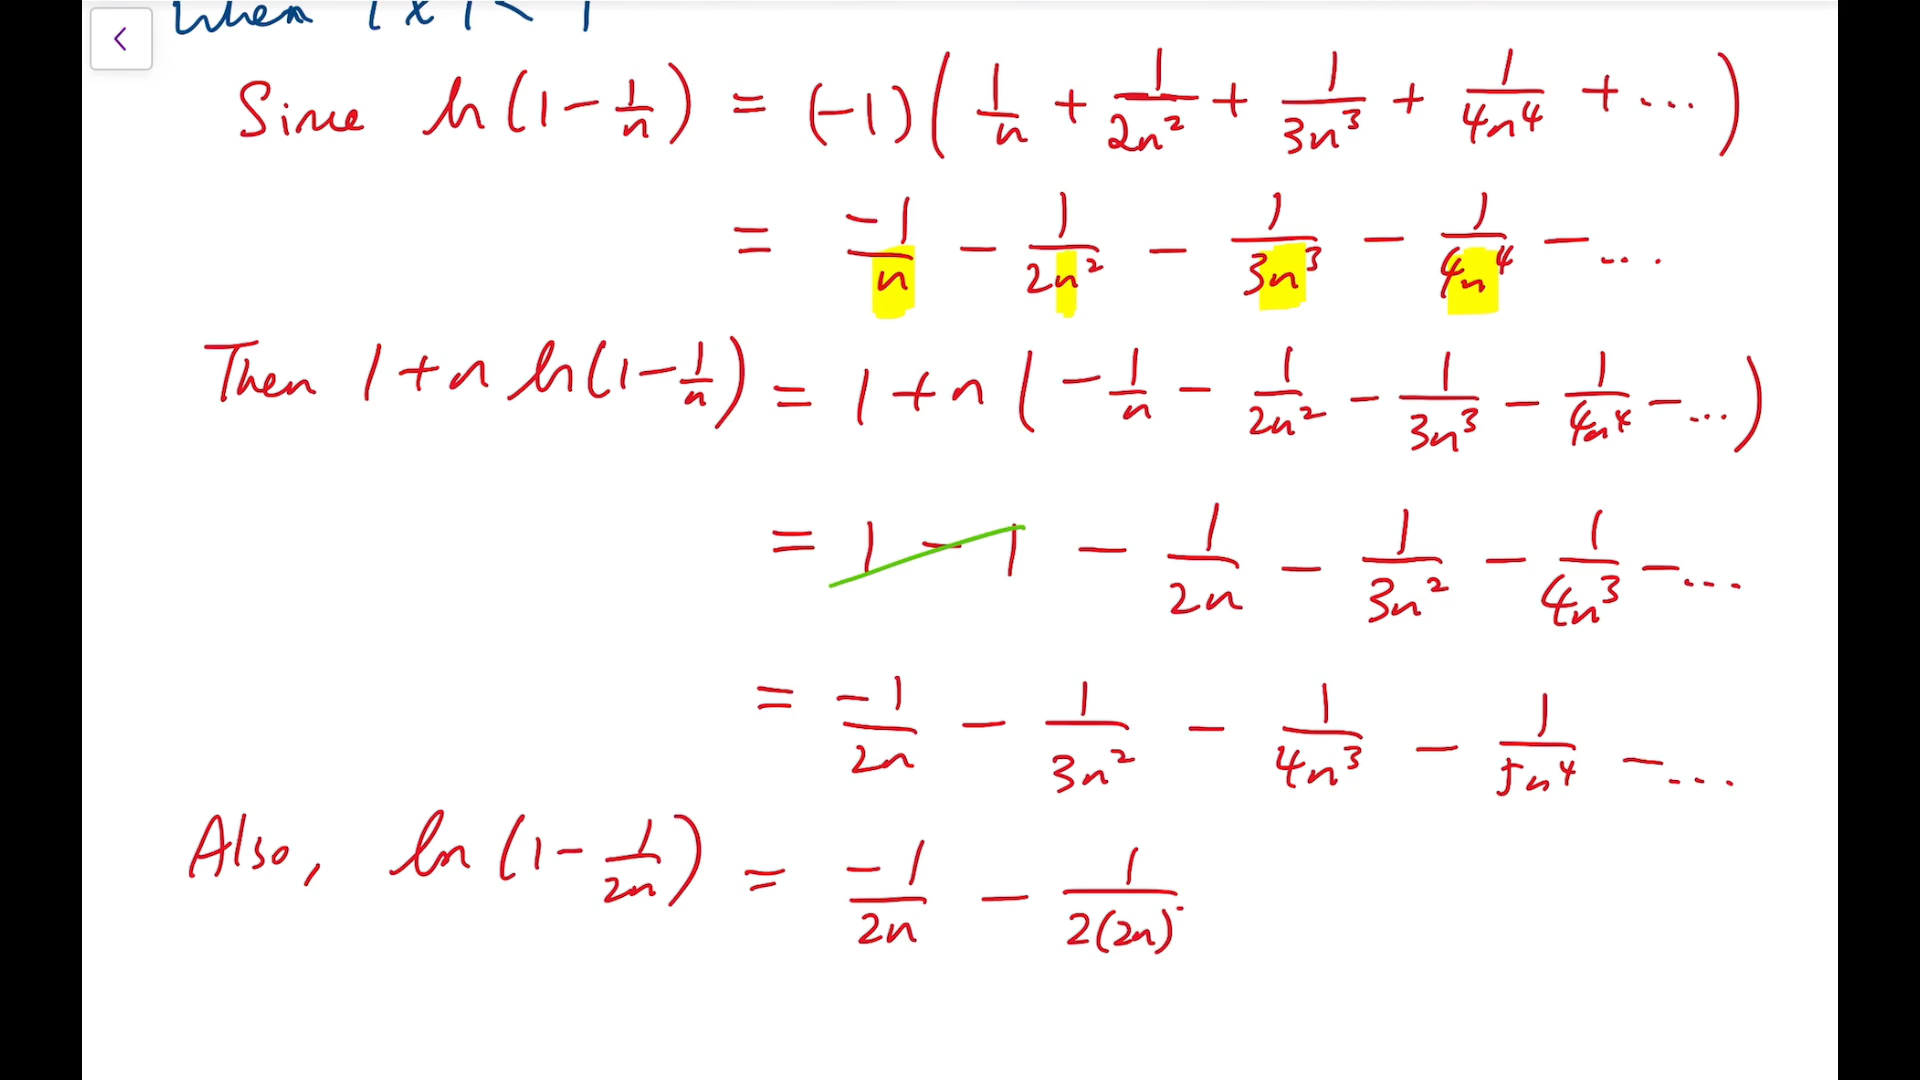 When |x| < 1
Since ln(1 - 1/n) = (-1)(1/n + 1/2n² + 1/3n³ + 1/4n⁴ + ...)
= -1/n - 1/2n² - 1/3n³ - 1/4n⁴ - ...
Then 1 + n ln(1 - 1/n) = 1 + n(-1/n - 1/2n² - 1/3n³ - 1/4n⁴ - ...)
= 1 - 1 - 1/2n - 1/3n² - 1/4n³ - ...
= -1/2n - 1/3n² - 1/4n³ - 1/5n⁴ - ...
Also, ln(1 - 1/2n) = -1/2n - 1/2(2n)